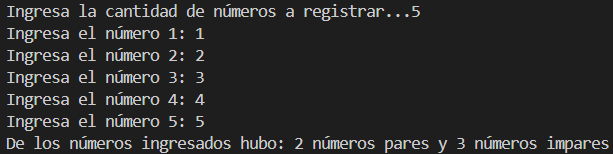 Ingresa la cantidad de números a registrar...5
Ingresa el número 1: 1
Ingresa el número 2: 2
Ingresa el número 3: 3
Ingresa el número 4: 4
Ingresa el número 5: 5
De los números ingresados hubo: 2 números pares y 3 números impares